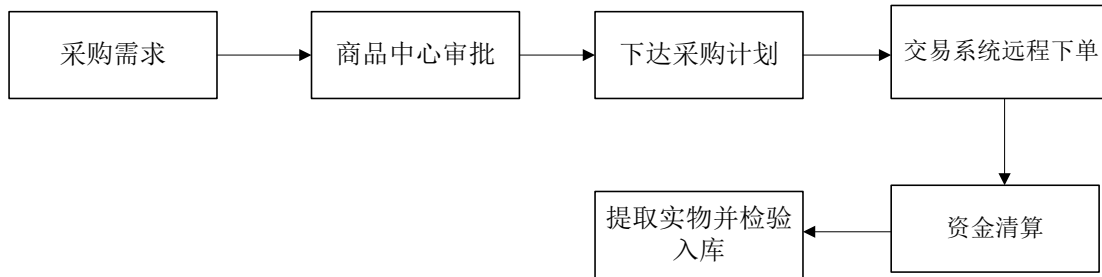 采购需求
商品中心审批
下达采购计划
交易系统远程下单
资金清算
提取实物并检验
入库